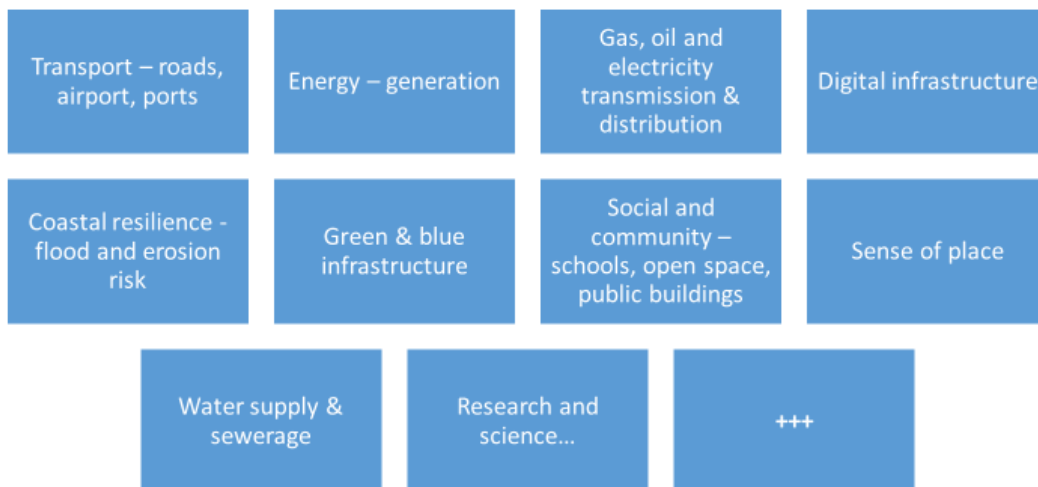 Transport – roads,
airport, ports
Energy – generation
Gas, oil and
electricity
transmission &
distribution
Digital infrastructure
Coastal resilience -
flood and erosion
risk
Green & blue
infrastructure
Social and
community –
schools, open space,
public buildings
Sense of place
Water supply &
sewerage
Research and
science…
+++